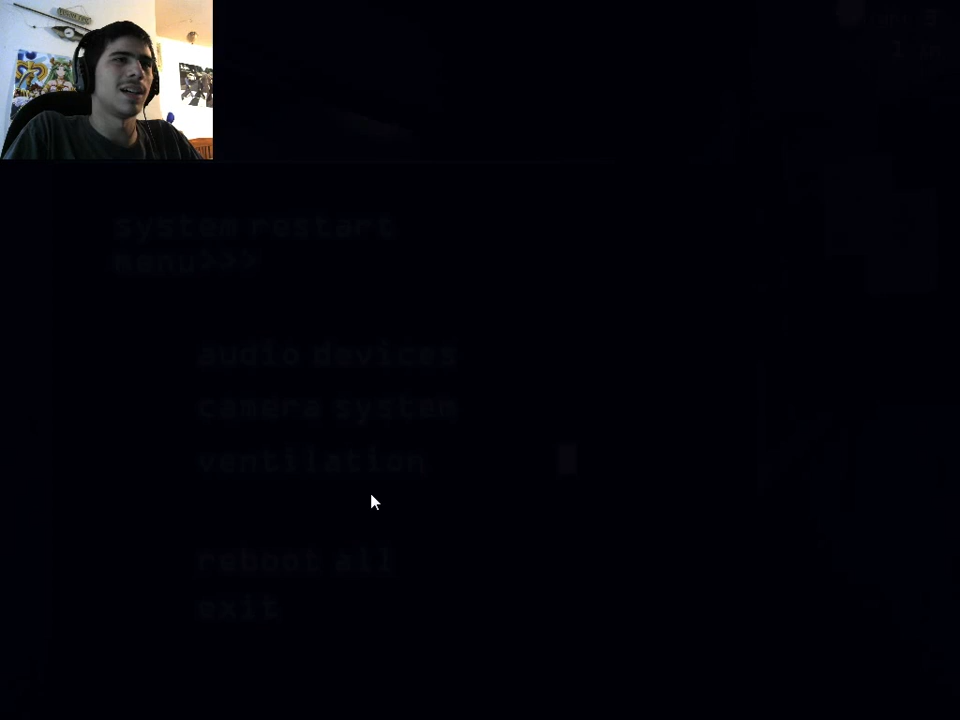 system restart
menu>>>
audio devices
camera system
ventilation
reboot all
exit